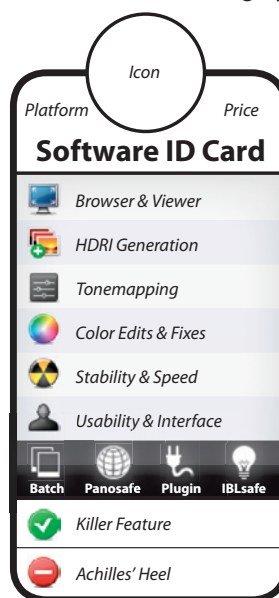 Icon
Platform Price
Software ID Card
Browser & Viewer
HDRI Generation
Tonemapping
Color Edits & Fixes
Stability & Speed
Usability & Interface
Batch Panosafe Plugin IBLsafe
Killer Feature
Achilles’ Heel